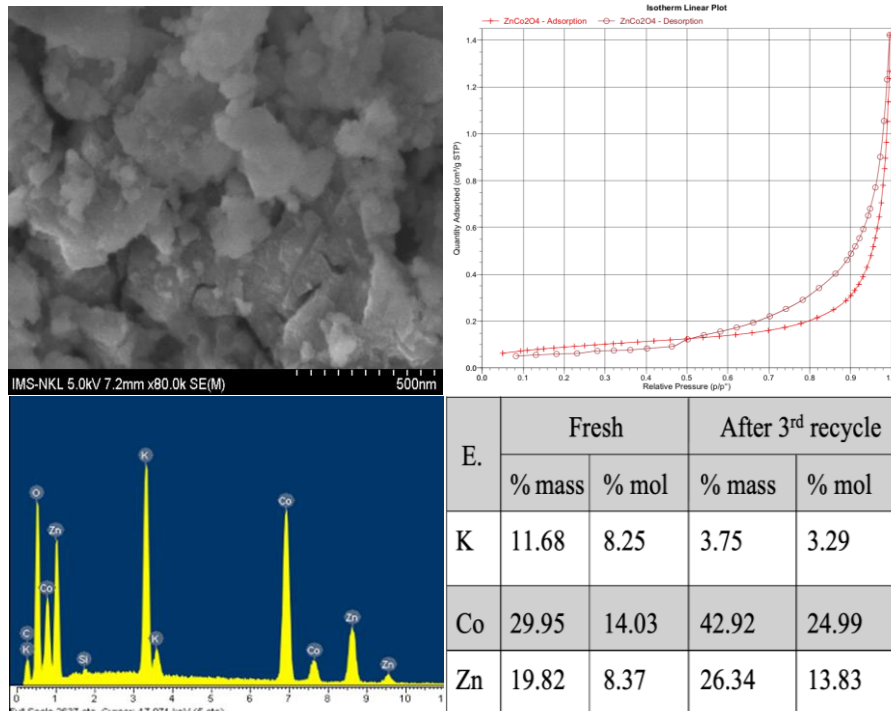 IMS-NKL 5.0kV 7.2mm x80.0k SE(M)
500nm
Isotherm Linear Plot
ZnCo2O4 - Adsorption
ZnCo2O4 - Desorption
Quantity Adsorbed (cm³/g STP)
1.4
1.2
1.0
0.8
0.6
0.4
0.2
0.0
0.0 0.1 0.2 0.3 0.4 0.5 0.6 0.7 0.8 0.9
Relative Pressure (p/p°)
K
O
Co
Zn
Co
Zn
C
K
K
Si
Co
Zn
0 1 2 3 4 5 6 7 8 9 10
E. Fresh After 3rd recycle
% mass % mol % mass % mol
K 11.68 8.25 3.75 3.29
Co 29.95 14.03 42.92 24.99
Zn 19.82 8.37 26.34 13.83